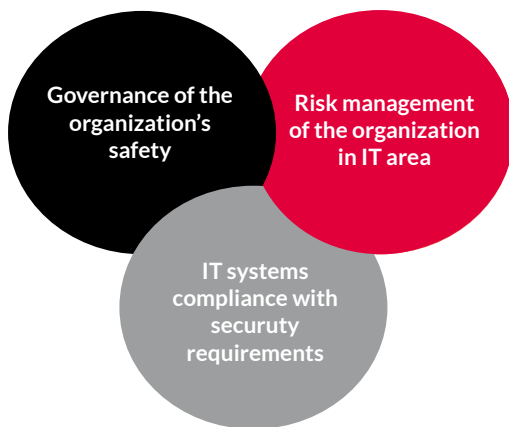 Governance of the
organization’s
safety
Risk management
of the organization
in IT area
IT systems
compliance with
securuty
requirements